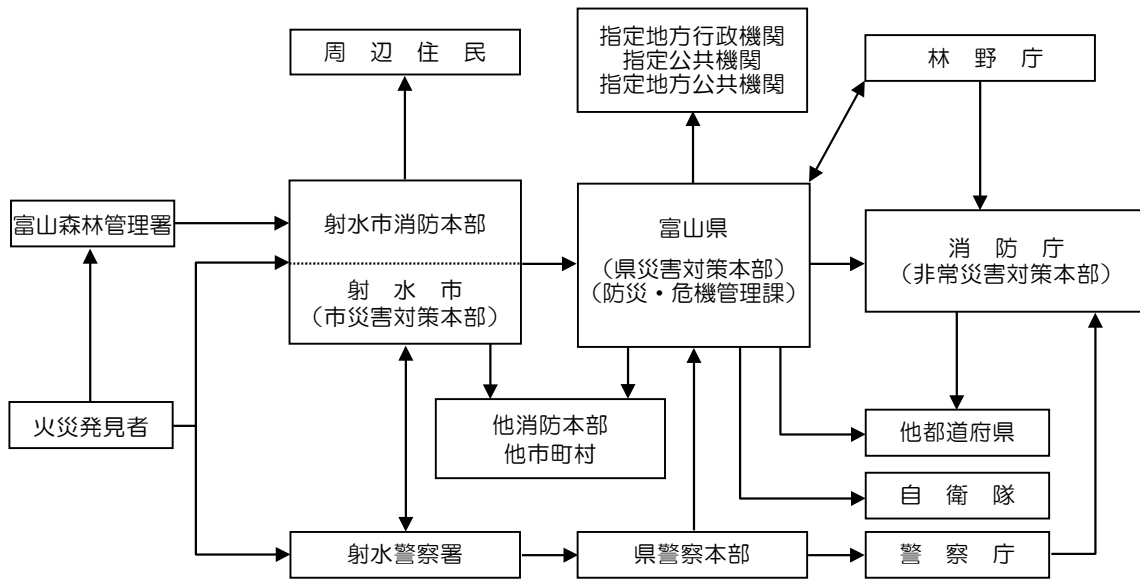 周　辺　住　民
指定地方行政機関
指定公共機関
指定地方公共機関
林　野　庁
富山森林管理署
射水市消防本部
射　水　市
（市災害対策本部）
富山県
（県災害対策本部）
（防災・危機管理課）
消　防　庁
（非常災害対策本部）
火災発見者
他消防本部
他市町村
他都道府県
自　衛　隊
射水警察署
県警察本部
警　察　庁